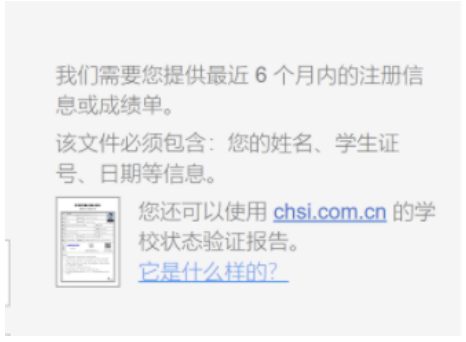 我们需要您提供最近 6 个月内的注册信
息或成绩单。
该文件必须包含：您的姓名、学生证
号、日期等信息。
您还可以使用 chsi.com.cn 的学
校状态验证报告。
它是什么样的？